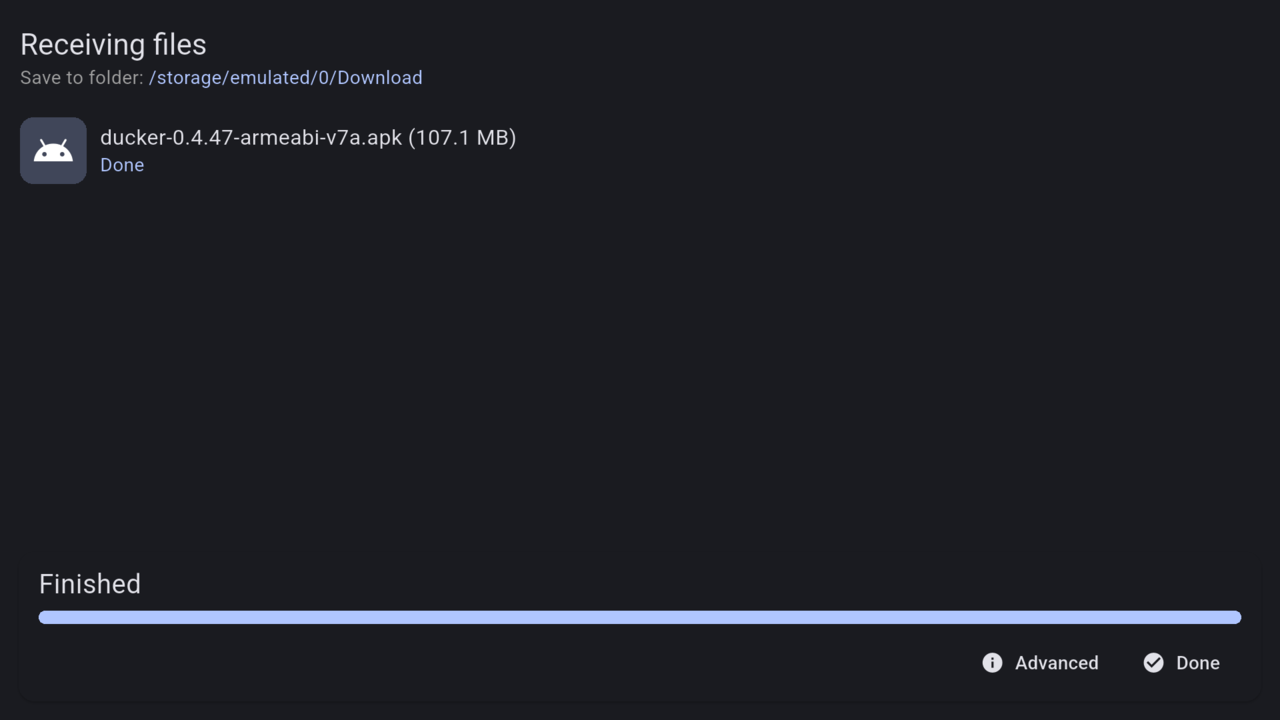 Receiving files
Save to folder: /storage/emulated/0/Download
ducker-0.4.47-armeabi-v7a.apk (107.1 MB)
Done
Finished
Advanced
Done